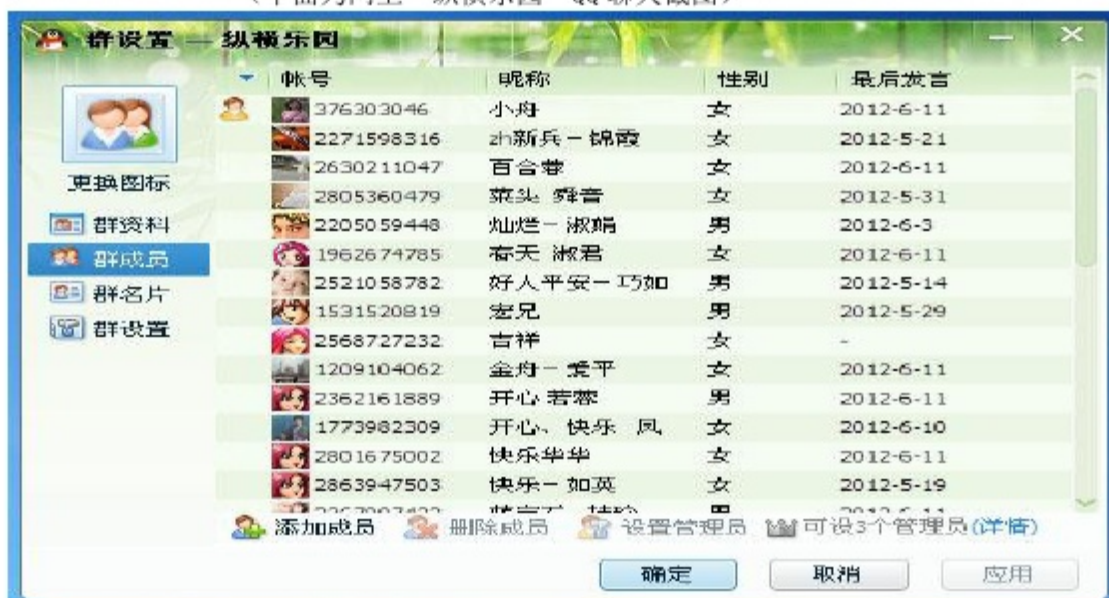 群设置 — 纵横乐园
帐号 昵称 性别 最后发言
376303046 小舟 女 2012-6-11
2271598316 zh新兵－锦霞 女 2012-5-21
2630211047 百合蓉 女 2012-6-11
2805360479 菜头 舜音 女 2012-5-31
2205059448 灿烂－淑娟 男 2012-6-3
1962674785 春天 淑君 女 2012-6-11
2521058782 好人平安－巧如 男 2012-5-14
1531520819 宏兄 男 2012-5-29
2568727232 吉祥 女 -
1209104062 金舟－爱平 女 2012-6-11
2362161889 开心 若蓉 男 2012-6-11
1773982309 开心、快乐 凤 女 2012-6-10
2801675002 快乐华华 女 2012-6-11
2863947503 快乐－如英 女 2012-5-19
更换图标
群资料
群成员
群名片
群设置
添加成员 删除成员 设置管理员 可设3个管理员(详情)
确定 取消 应用